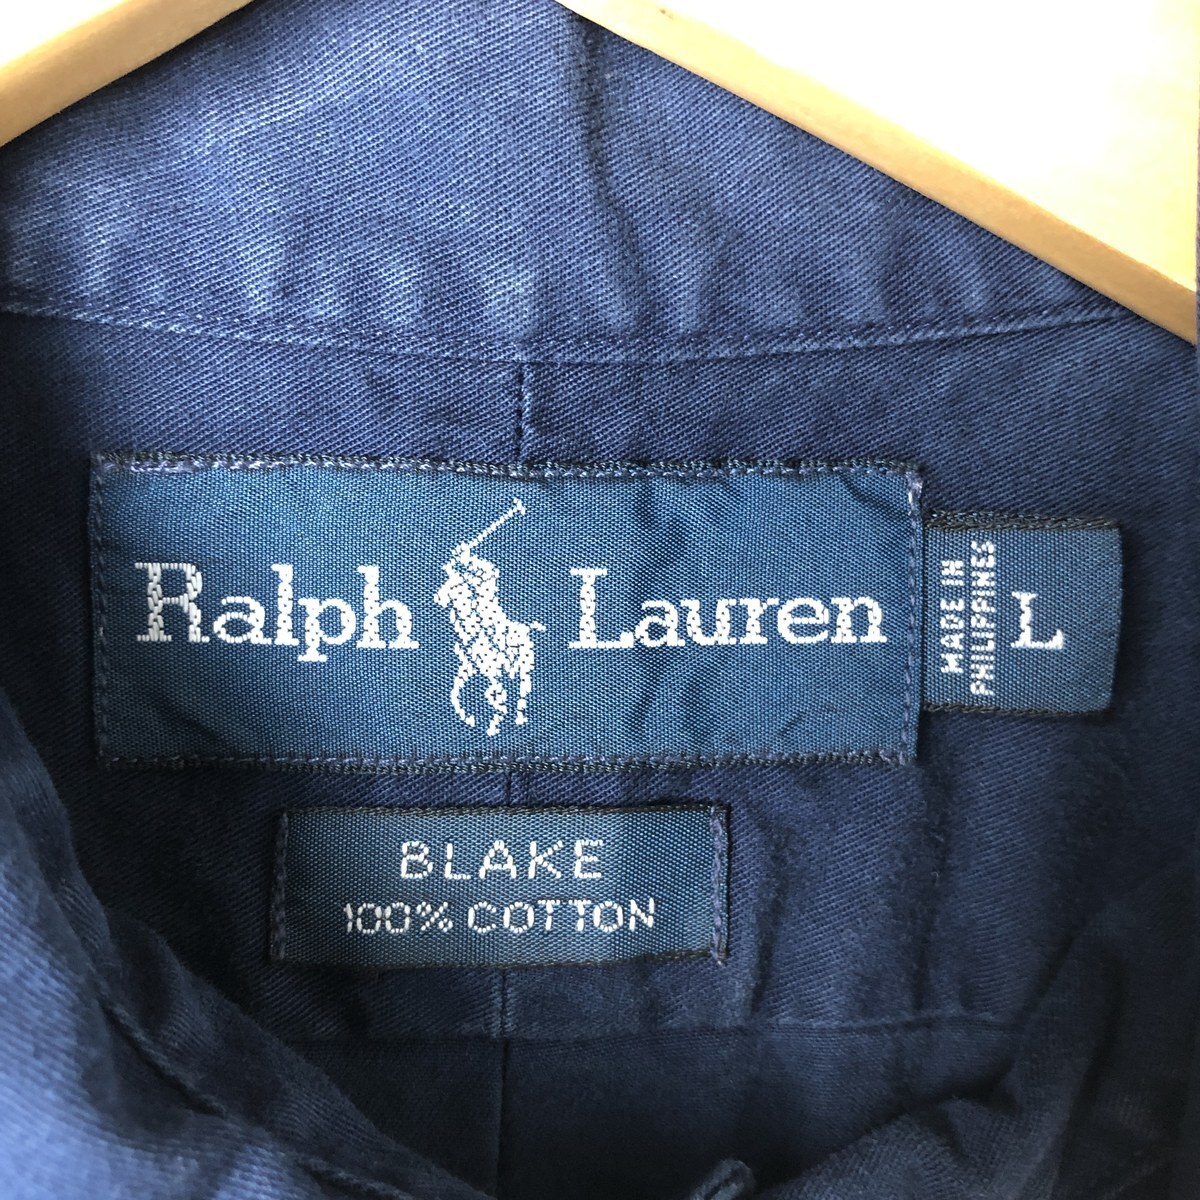 Ralph Lauren
MADE IN
PHILIPPINES
L
BLAKE
100% COTTON